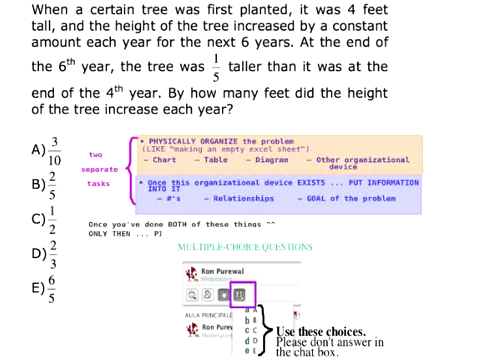 When a certain tree was first planted, it was 4 feet
tall, and the height of the tree increased by a constant
amount each year for the next 6 years. At the end of
the 6th year, the tree was 1/5 taller than it was at the
end of the 4th year. By how many feet did the height
of the tree increase each year?
A) 3/10
B) 2/5
C) 1/2
D) 2/3
E) 6/5
two
separate
tasks
• PHYSICALLY ORGANIZE the problem
(LIKE "making an empty excel sheet")
– Chart – Table – Diagram – Other organizational
device
• Once this organizational device EXISTS ... PUT INFORMATION
INTO IT
– #'s – Relationships – GOAL of the problem
Once you've done BOTH of these things ^^
ONLY THEN ... P)
MULTIPLE-CHOICE QUESTIONS
Ron Purewal
Moderators
AULA PRINCIPALE
Ron Purew
Moderator
a A
b B
c C
d D
e E
Use these choices.
Please don't answer in
the chat box.